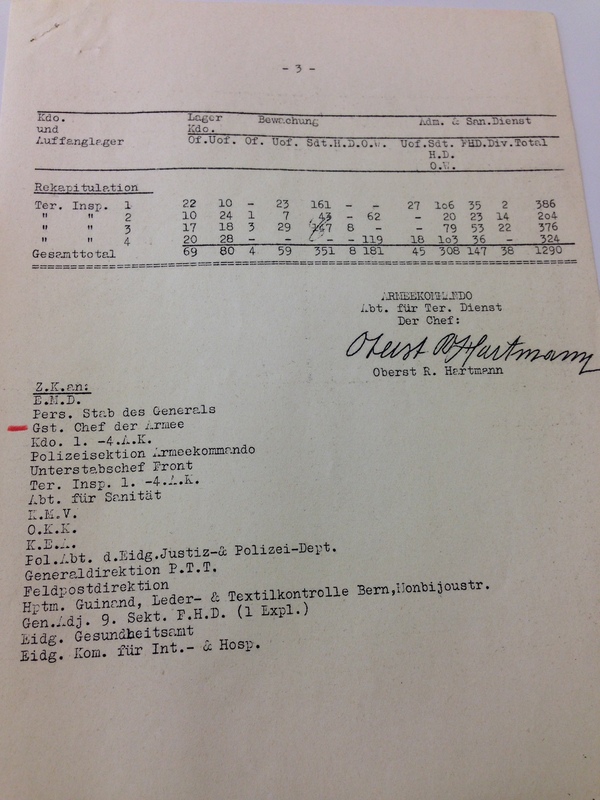 - 3 -
Kdo. Lager Bewachung Adm. & San.Dienst
und Kdo.
Auffanglager Of.Uof. Of. Uof. Sdt.H.D.O.W. Uof.Sdt. FHD.Div.Total
H.D.
O.W.
Rekapitulation
Ter. Insp. 1 22 10 - 23 161 - - 27 1o6 35 2 386
" " 2 10 24 1 7 43 - 62 - 20 23 14 2o4
" " 3 17 18 3 29 147 8 - - 79 53 22 376
" " 4 20 28 - - - - 119 18 1o3 36 - 324
Gesamttotal 69 80 4 59 351 8 181 45 308 147 38 1290
ARMEEKOMMANDO
Abt. für Ter. Dienst
Der Chef:
Oberst R Hartmann
Oberst R. Hartmann
Z.K.an:
E.M.D.
Pers. Stab des Generals
Gst. Chef der Armee
Kdo. 1. -4.A.K.
Polizeisektion Armeekommando
Unterstabschef Front
Ter. Insp. 1. -4.A.K.
Abt. für Sanität
K.M.V.
O.K.K.
K.E.A.
Pol.Abt. d.Eidg.Justiz-& Polizei-Dept.
Generaldirektion P.T.T.
Feldpostdirektion
Hptm. Guinand, Leder- & Textilkontrolle Bern,Monbijoustr.
Gen.Adj. 9. Sekt. F.H.D. (1 Expl.)
Eidg. Gesundheitsamt
Eidg. Kom. für Int.- & Hosp.